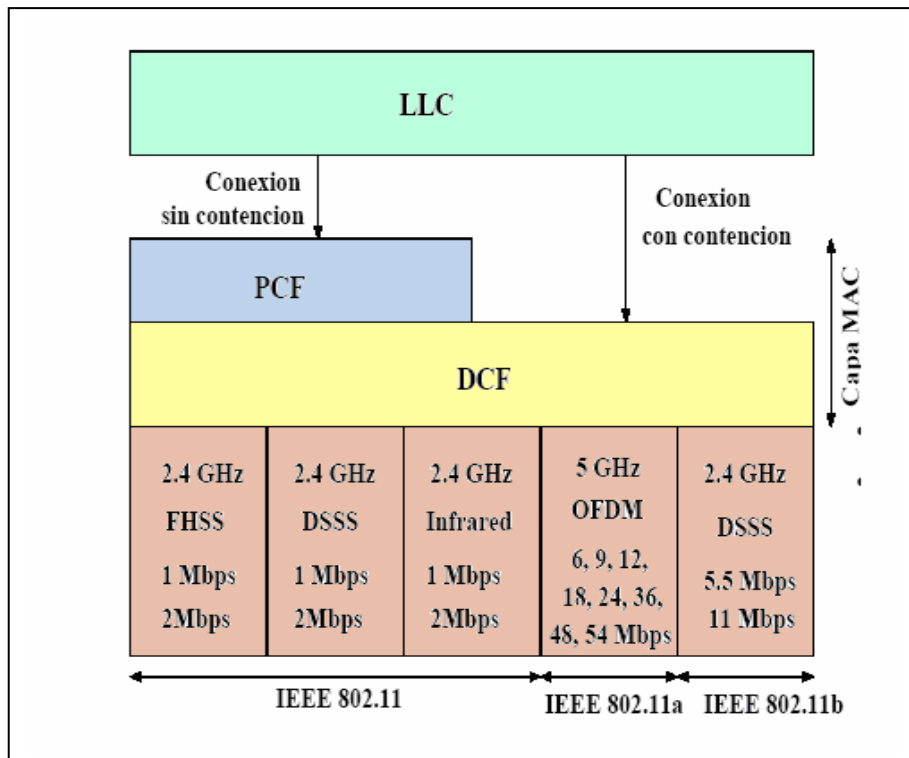 LLC
Conexion
sin contencion
Conexion
con contencion
PCF
Capa MAC
DCF
2.4 GHz
FHSS
1 Mbps
2Mbps
2.4 GHz
DSSS
1 Mbps
2Mbps
2.4 GHz
Infrared
1 Mbps
2Mbps
5 GHz
OFDM
6, 9, 12,
18, 24, 36,
48, 54 Mbps
2.4 GHz
DSSS
5.5 Mbps
11 Mbps
IEEE 802.11
IEEE 802.11a
IEEE 802.11b